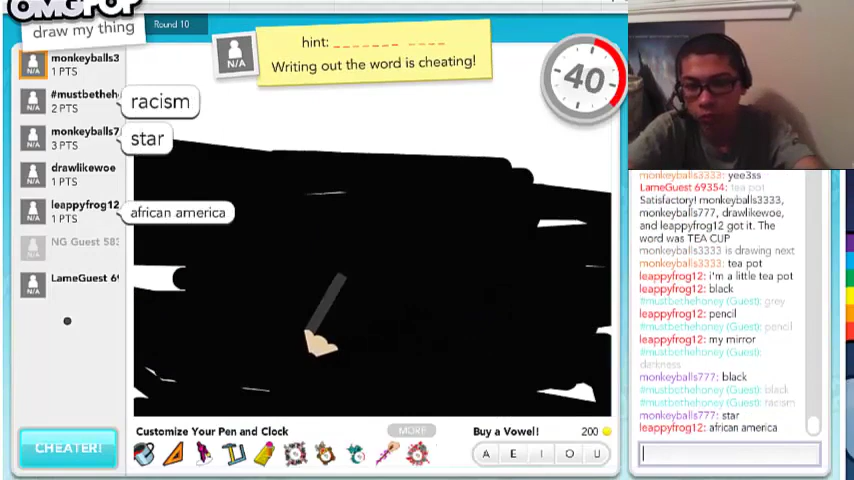 OMGPOP
draw my thing
Round 10
hint: _______ ____
Writing out the word is cheating!
N/A
40
monkeyballs3
1 PTS
N/A
#mustbetheh
2 PTS
N/A
racism
monkeyballs7
3 PTS
N/A
star
drawlikewoe
1 PTS
N/A
leappyfrog12
1 PTS
N/A
african america
NG Guest 583
N/A
LameGuest 69
N/A
CHEATER!
Customize Your Pen and Clock
MORE
Buy a Vowel!
200
A E I O U
monkeyballs3333: yee3ss
LameGuest 69354: tea pot
Satisfactory! monkeyballs3333,
monkeyballs777, drawlikewoe,
and leappyfrog12 got it. The
word was TEA CUP
monkeyballs3333 is drawing next
monkeyballs3333: tea pot
leappyfrog12: i'm a little tea pot
leappyfrog12: black
#mustbethehoney (Guest): grey
leappyfrog12: pencil
#mustbethehoney (Guest): pencil
leappyfrog12: my mirror
#mustbethehoney (Guest):
darkness
monkeyballs777: black
#mustbethehoney (Guest): black
#mustbethehoney (Guest): racism
monkeyballs777: star
leappyfrog12: african america